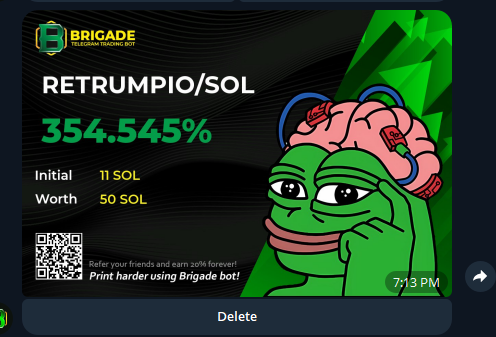 BRIGADE
TELEGRAM TRADING BOT
RETRUMPIO/SOL
354.545%
Initial 11 SOL
Worth 50 SOL
Refer your friends and earn 20% forever!
Print harder using Brigade bot!
7:13 PM
Delete